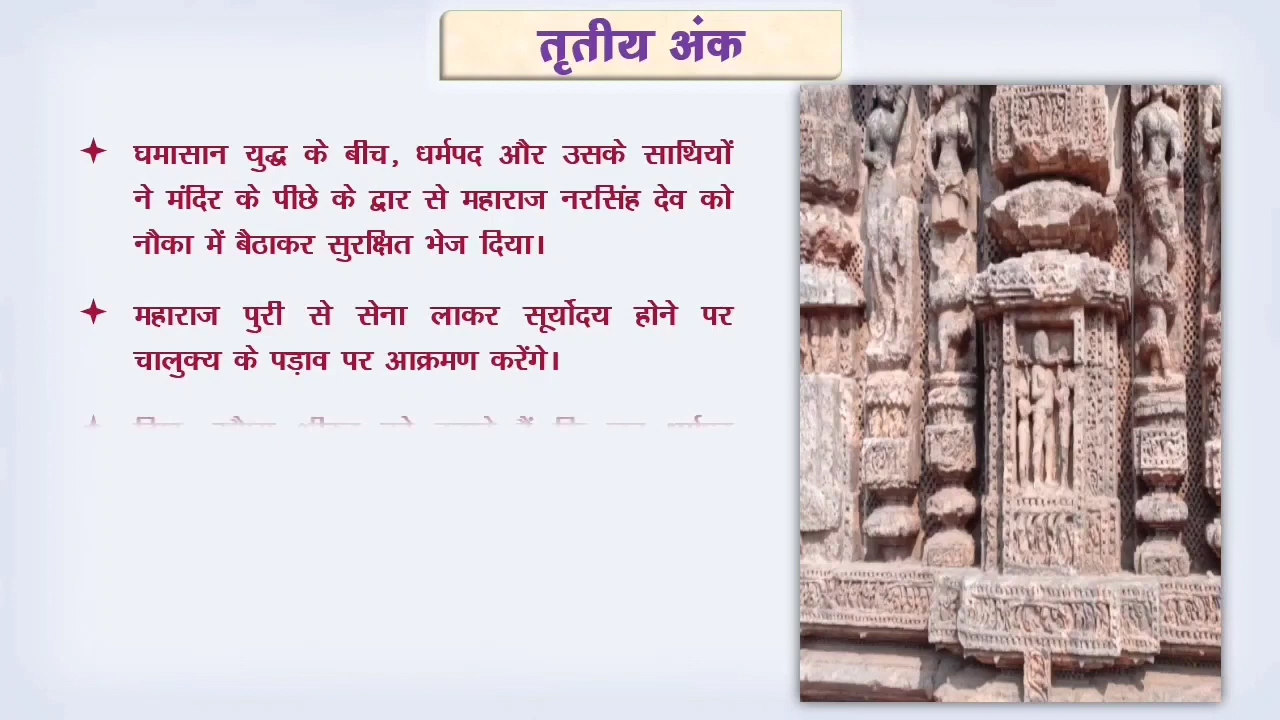 तृतीय अंक
घमासान युद्ध के बीच, धर्मपद और उसके साथियों
ने मंदिर के पीछे के द्वार से महाराज नरसिंह देव को
नौका में बैठाकर सुरक्षित भेज दिया।
महाराज पुरी से सेना लाकर सूर्योदय होने पर
चालुक्य के पड़ाव पर आक्रमण करेंगे।